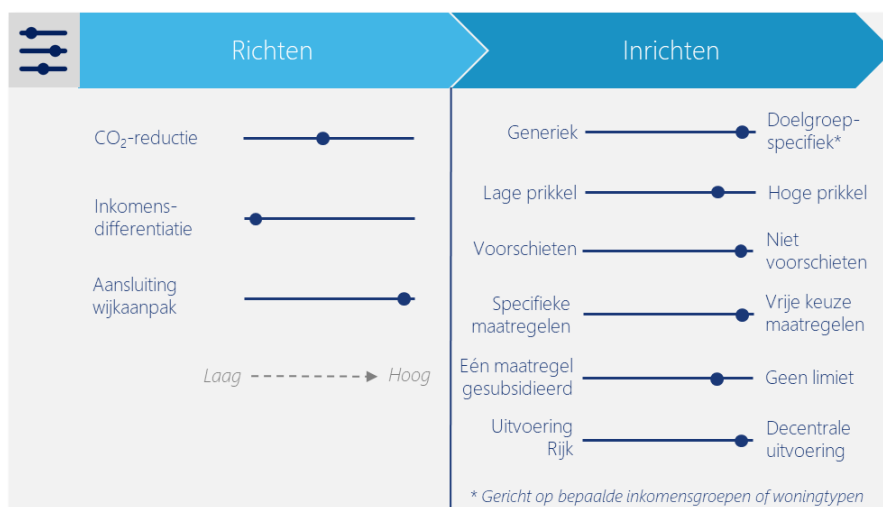 Richten
Inrichten
CO₂-reductie
Inkomens-
differentiatie
Aansluiting
wijkaanpak
Laag
Hoog
Generiek
Doelgroep-
specifiek*
Lage prikkel
Hoge prikkel
Voorschieten
Niet
voorschieten
Specifieke
maatregelen
Vrije keuze
maatregelen
Eén maatregel
gesubsidieerd
Geen limiet
Uitvoering
Rijk
Decentrale
uitvoering
* Gericht op bepaalde inkomensgroepen of woningtypen